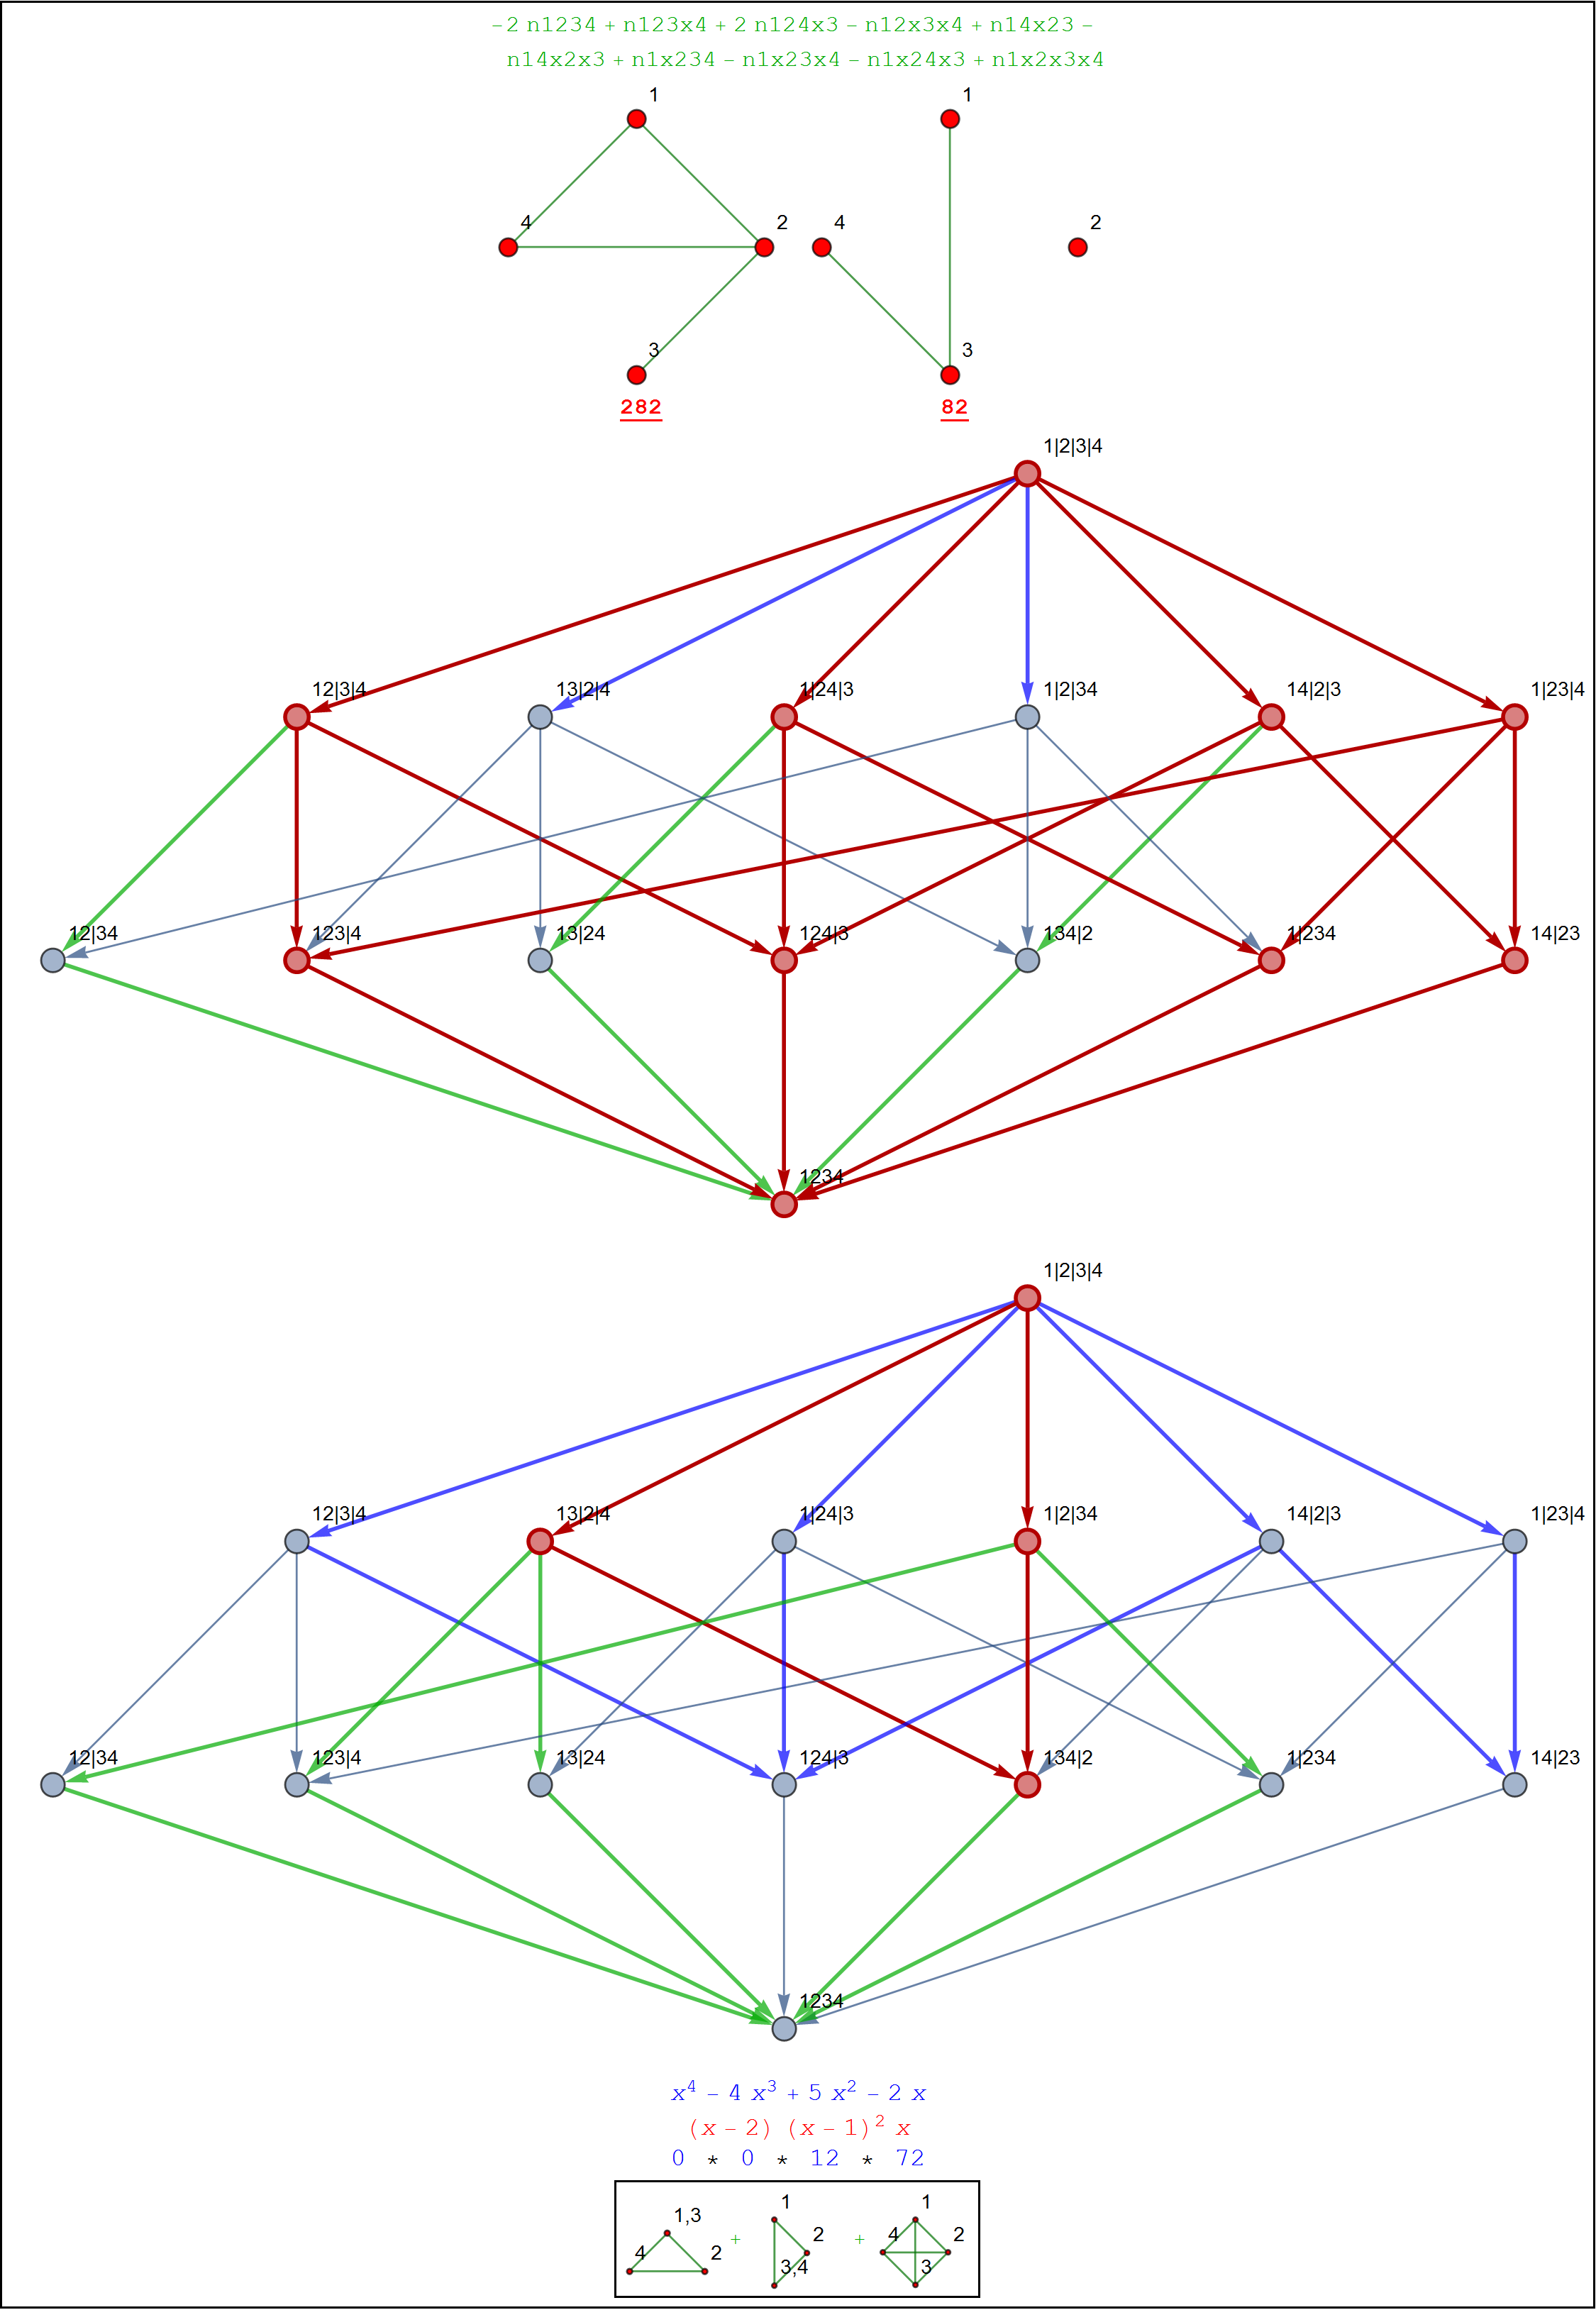 −2 n1234 + n123x4 + 2 n124x3 − n12x3x4 + n14x23 −
n14x2x3 + n1x234 − n1x23x4 − n1x24x3 + n1x2x3x4
1 1
4 2 4 2
3 3
282 82
1|2|3|4
12|3|4 13|2|4 1|24|3 1|2|34 14|2|3 1|23|4
12|34 123|4 13|24 124|3 134|2 1|234 14|23
1234
1|2|3|4
12|3|4 13|2|4 1|24|3 1|2|34 14|2|3 1|23|4
12|34 123|4 13|24 124|3 134|2 1|234 14|23
1234
x⁴ − 4 x³ + 5 x² − 2 x
(x − 2) (x − 1)² x
0 * 0 * 12 * 72
1,3 1 1
4 2 + 2 + 4 2
3,4 3